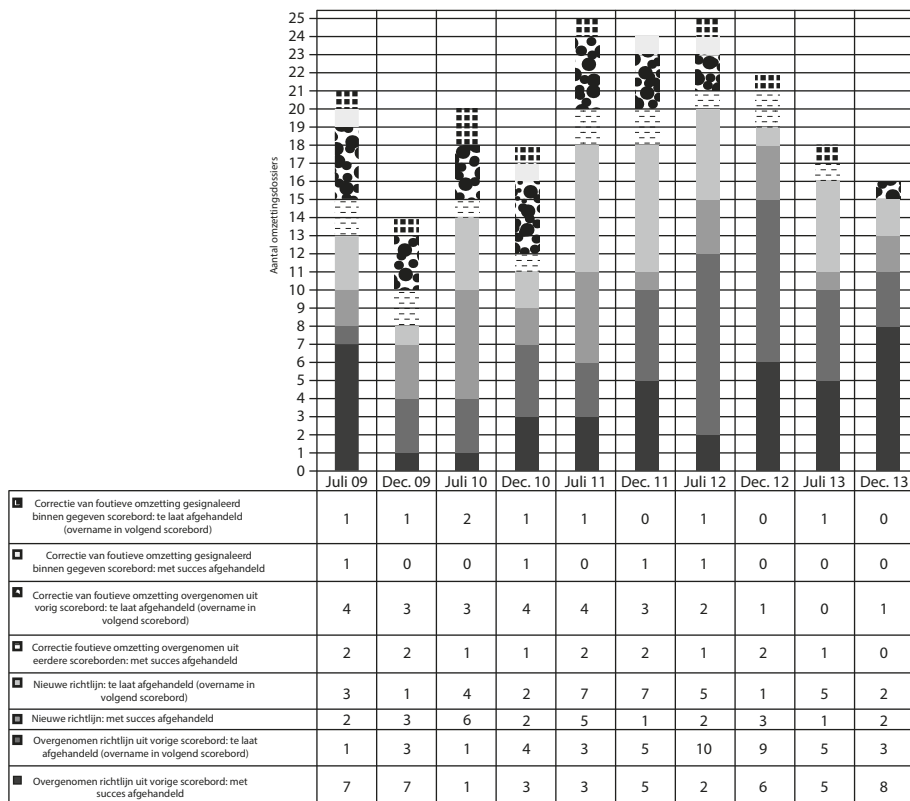 Aantal omzettingsdossiers
25
24
23
22
21
20
19
18
17
16
15
14
13
12
11
10
9
8
7
6
5
4
3
2
1
0
Juli 09 Dec. 09 Juli 10 Dec. 10 Juli 11 Dec. 11 Juli 12 Dec. 12 Juli 13 Dec. 13
Correctie van foutieve omzetting gesignaleerd
binnen gegeven scorebord: te laat afgehandeld
(overname in volgend scorebord)
1 1 2 1 1 0 1 0 1 0
Correctie van foutieve omzetting gesignaleerd
binnen gegeven scorebord: met succes afgehandeld
1 0 0 1 0 1 1 0 0 0
Correctie van foutieve omzetting overgenomen uit
vorig scorebord: te laat afgehandeld (overname in
volgend scorebord)
4 3 3 4 4 3 2 1 0 1
Correctie foutieve omzetting overgenomen uit
eerdere scoreborden: met succes afgehandeld
2 2 1 1 2 2 1 2 1 0
Nieuwe richtlijn: te laat afgehandeld (overname in
volgend scorebord)
3 1 4 2 7 7 5 1 5 2
Nieuwe richtlijn: met succes afgehandeld
2 3 6 2 5 1 2 3 1 2
Overgenomen richtlijn uit vorige scorebord: te laat
afgehandeld (overname in volgend scorebord)
1 3 1 4 3 5 10 9 5 3
Overgenomen richtlijn uit vorige scorebord: met
succes afgehandeld
7 7 1 3 3 5 2 6 5 8